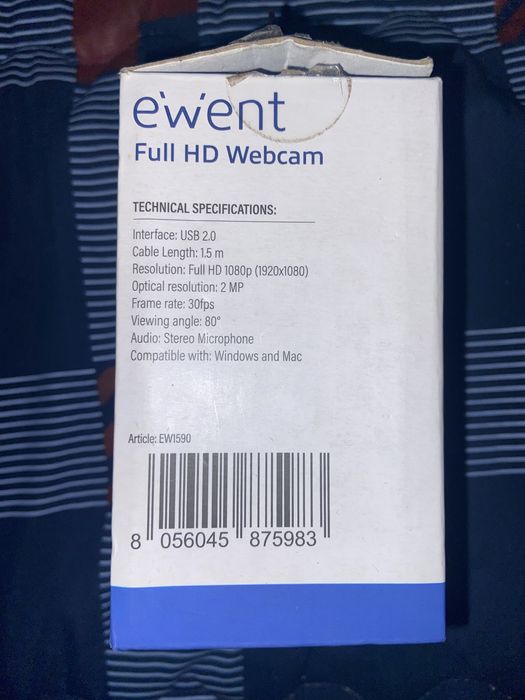 ewent
Full HD Webcam
TECHNICAL SPECIFICATIONS:
Interface: USB 2.0
Cable Length: 1.5 m
Resolution: Full HD 1080p (1920x1080)
Optical resolution: 2 MP
Frame rate: 30fps
Viewing angle: 80°
Audio: Stereo Microphone
Compatible with: Windows and Mac
Article: EW1590
8 056045 875983